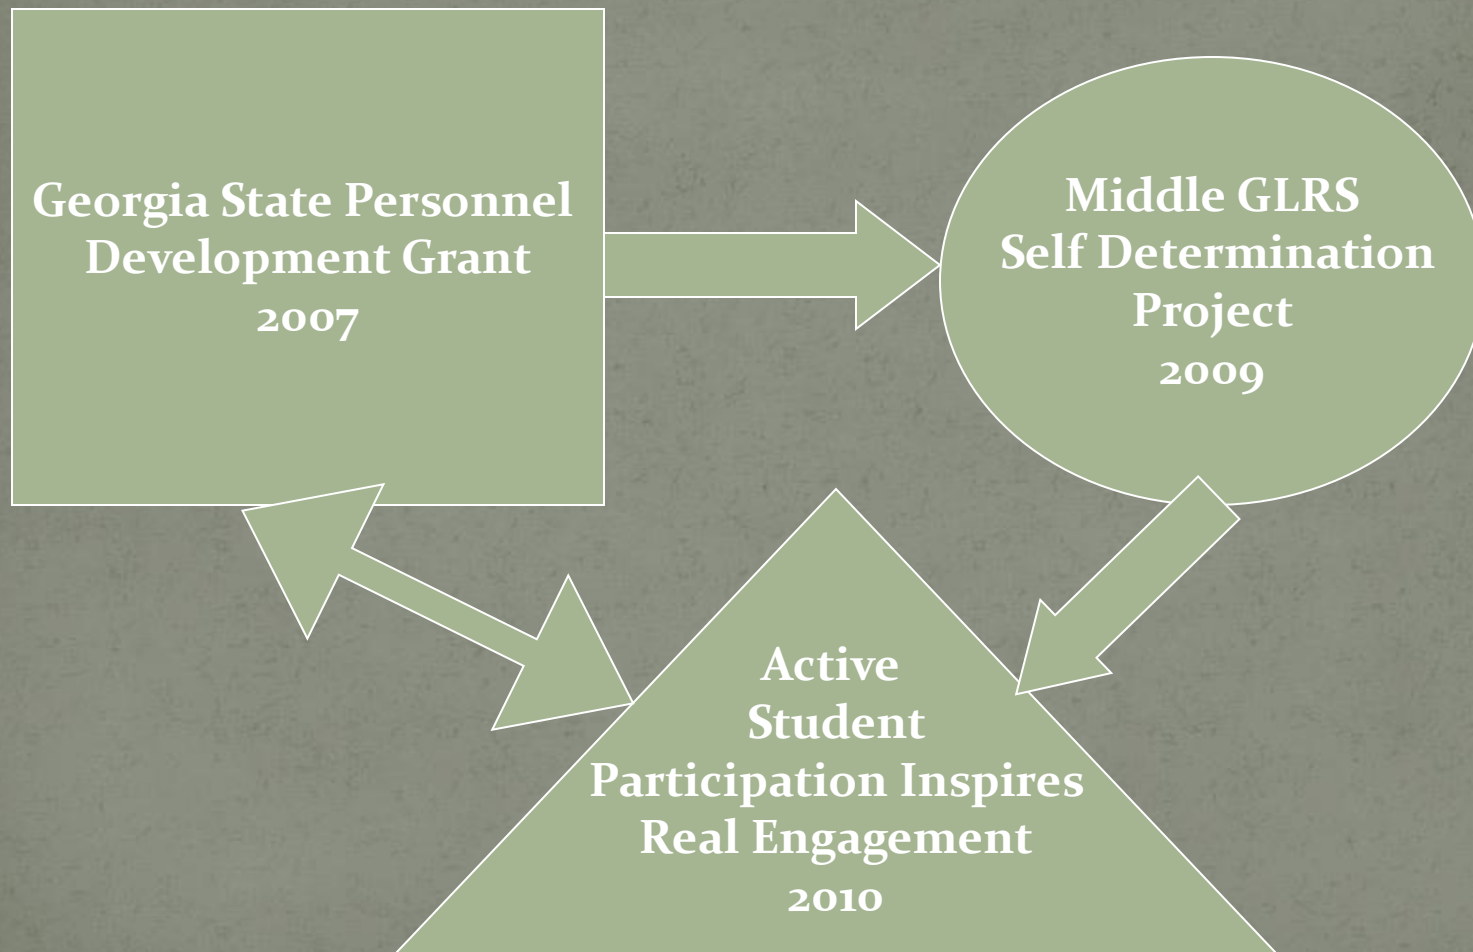 Georgia State Personnel
Development Grant
2007
Middle GLRS
Self Determination
Project
2009
Active
Student
Participation Inspires
Real Engagement
2010